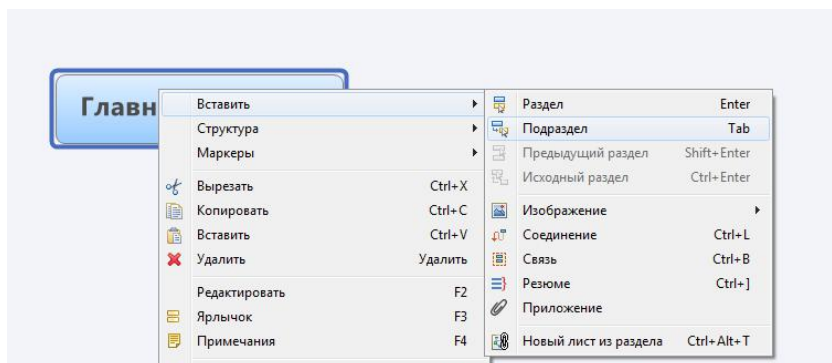 Главн
Вставить
Структура
Маркеры
Вырезать Ctrl+X
Копировать Ctrl+C
Вставить Ctrl+V
Удалить Удалить
Редактировать F2
Ярлычок F3
Примечания F4
Раздел Enter
Подраздел Tab
Предыдущий раздел Shift+Enter
Исходный раздел Ctrl+Enter
Изображение
Соединение Ctrl+L
Связь Ctrl+B
Резюме Ctrl+]
Приложение
Новый лист из раздела Ctrl+Alt+T